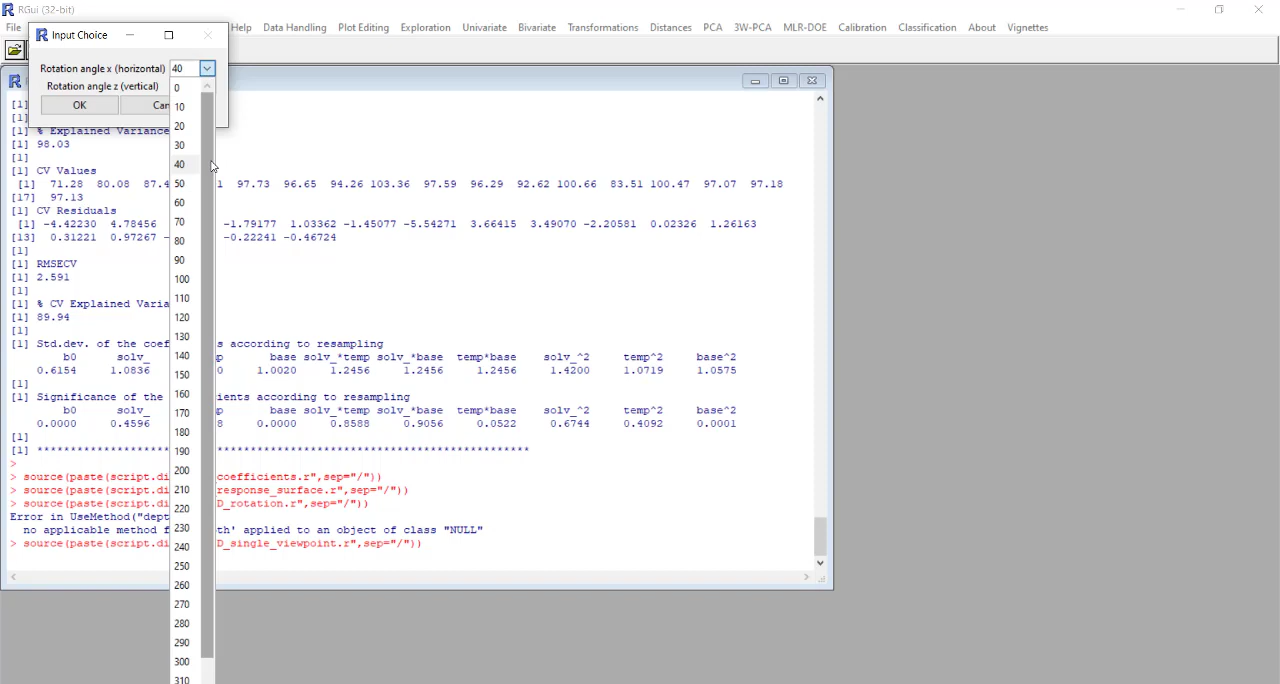 RGui (32-bit)
File Help Data Handling Plot Editing Exploration Univariate Bivariate Transformations Distances PCA 3W-PCA MLR-DOE Calibration Classification About Vignettes
Input Choice
Rotation angle x (horizontal) 40
Rotation angle z (vertical)
OK Can
0
10
20
30
40
50
60
70
80
90
100
110
120
130
140
150
160
170
180
190
200
210
220
230
240
250
260
270
280
290
300
310
[1]
[1]
[1] % Explained Variance
[1] 98.03
[1]
[1] CV Values
[1] 71.28 80.08 87.4 1 97.73 96.65 94.26 103.36 97.59 96.29 92.62 100.66 83.51 100.47 97.07 97.18
[17] 97.13
[1] CV Residuals
[1] -4.42230 4.78456 -1.79177 1.03362 -1.45077 -5.54271 3.66415 3.49070 -2.20581 0.02326 1.26163
[13] 0.31221 0.97267 - -0.22241 -0.46724
[1]
[1] RMSECV
[1] 2.591
[1]
[1] % CV Explained Varia
[1] 89.94
[1]
[1] Std.dev. of the coef s according to resampling
b0 solv_ p base solv_*temp solv_*base temp*base solv_^2 temp^2 base^2
0.6154 1.0836 0 1.0020 1.2456 1.2456 1.2456 1.4200 1.0719 1.0575
[1]
[1] Significance of the ients according to resampling
b0 solv_ p base solv_*temp solv_*base temp*base solv_^2 temp^2 base^2
0.0000 0.4596 8 0.0000 0.8588 0.9056 0.0522 0.6744 0.4092 0.0001
[1]
[1] ******************** ***********************************************
>
> source(paste(script.di coefficients.r",sep="/"))
> source(paste(script.di response_surface.r",sep="/"))
> source(paste(script.di D_rotation.r",sep="/"))
Error in UseMethod("dept
no applicable method f th' applied to an object of class "NULL"
> source(paste(script.di D_single_viewpoint.r",sep="/"))